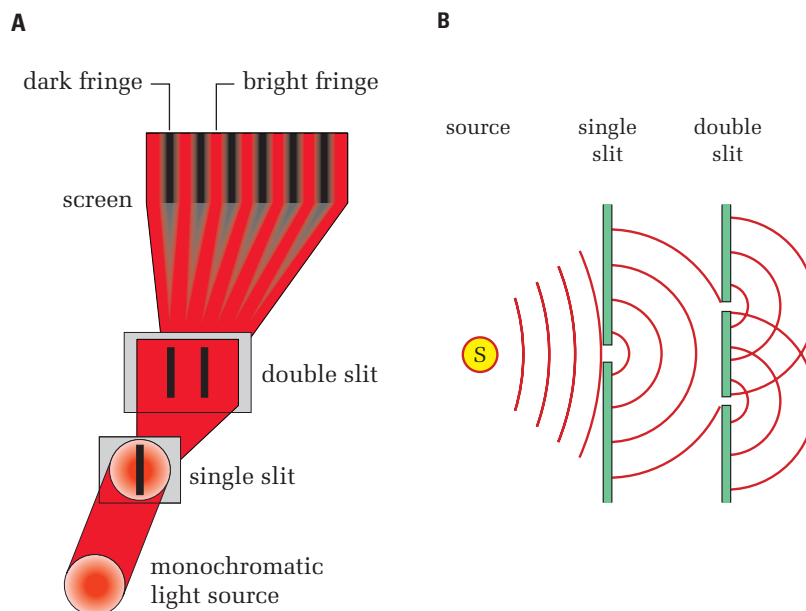 A
dark fringe
bright fringe
screen
double slit
single slit
monochromatic
light source
B
source
single
slit
double
slit
S